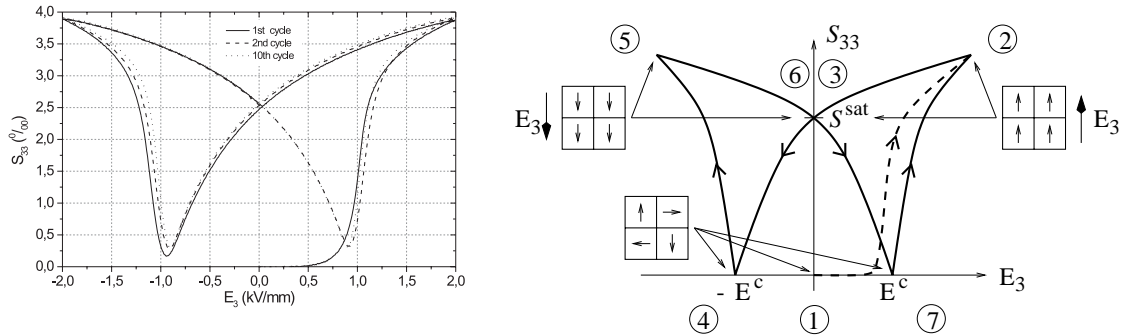 4,0
3,5
3,0
2,5
2,0
1,5
1,0
0,5
0,0
S33 (0/00)
1st cycle
2nd cycle
10th cycle
-2,0 -1,5 -1,0 -0,5 0,0 0,5 1,0 1,5 2,0
E3 (kV/mm)
5 S33 2
6 3
E3 Ssat E3
E3
- Ec Ec
4 1 7